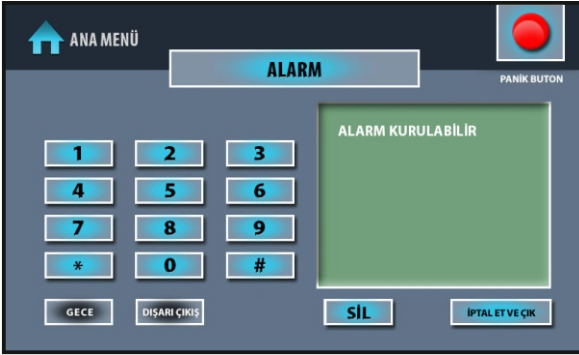 ANA MENÜ
ALARM
PANİK BUTON
ALARM KURULABİLİR
1 2 3
4 5 6
7 8 9
* 0 #
GECE DIŞARI ÇIKIŞ SİL İPTAL ET VE ÇIK